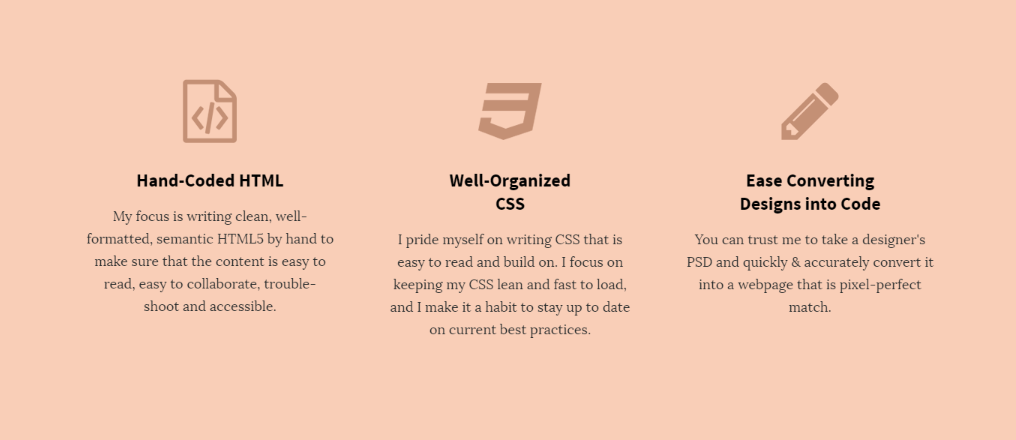 Hand-Coded HTML
My focus is writing clean, well-
formatted, semantic HTML5 by hand to
make sure that the content is easy to
read, easy to collaborate, trouble-
shoot and accessible.
Well-Organized
CSS
I pride myself on writing CSS that is
easy to read and build on. I focus on
keeping my CSS lean and fast to load,
and I make it a habit to stay up to date
on current best practices.
Ease Converting
Designs into Code
You can trust me to take a designer's
PSD and quickly & accurately convert it
into a webpage that is pixel-perfect
match.